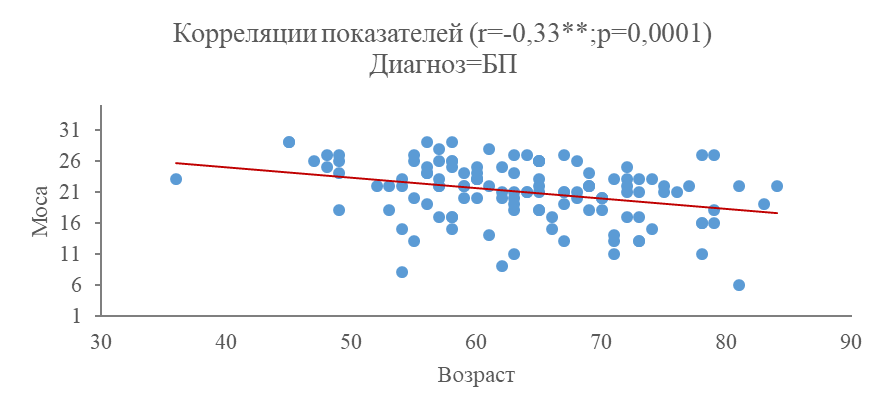 Корреляции показателей (r=-0,33**;p=0,0001)
Диагноз=БП
31
26
21
16
11
6
1
Моса
30 40 50 60 70 80 90
Возраст